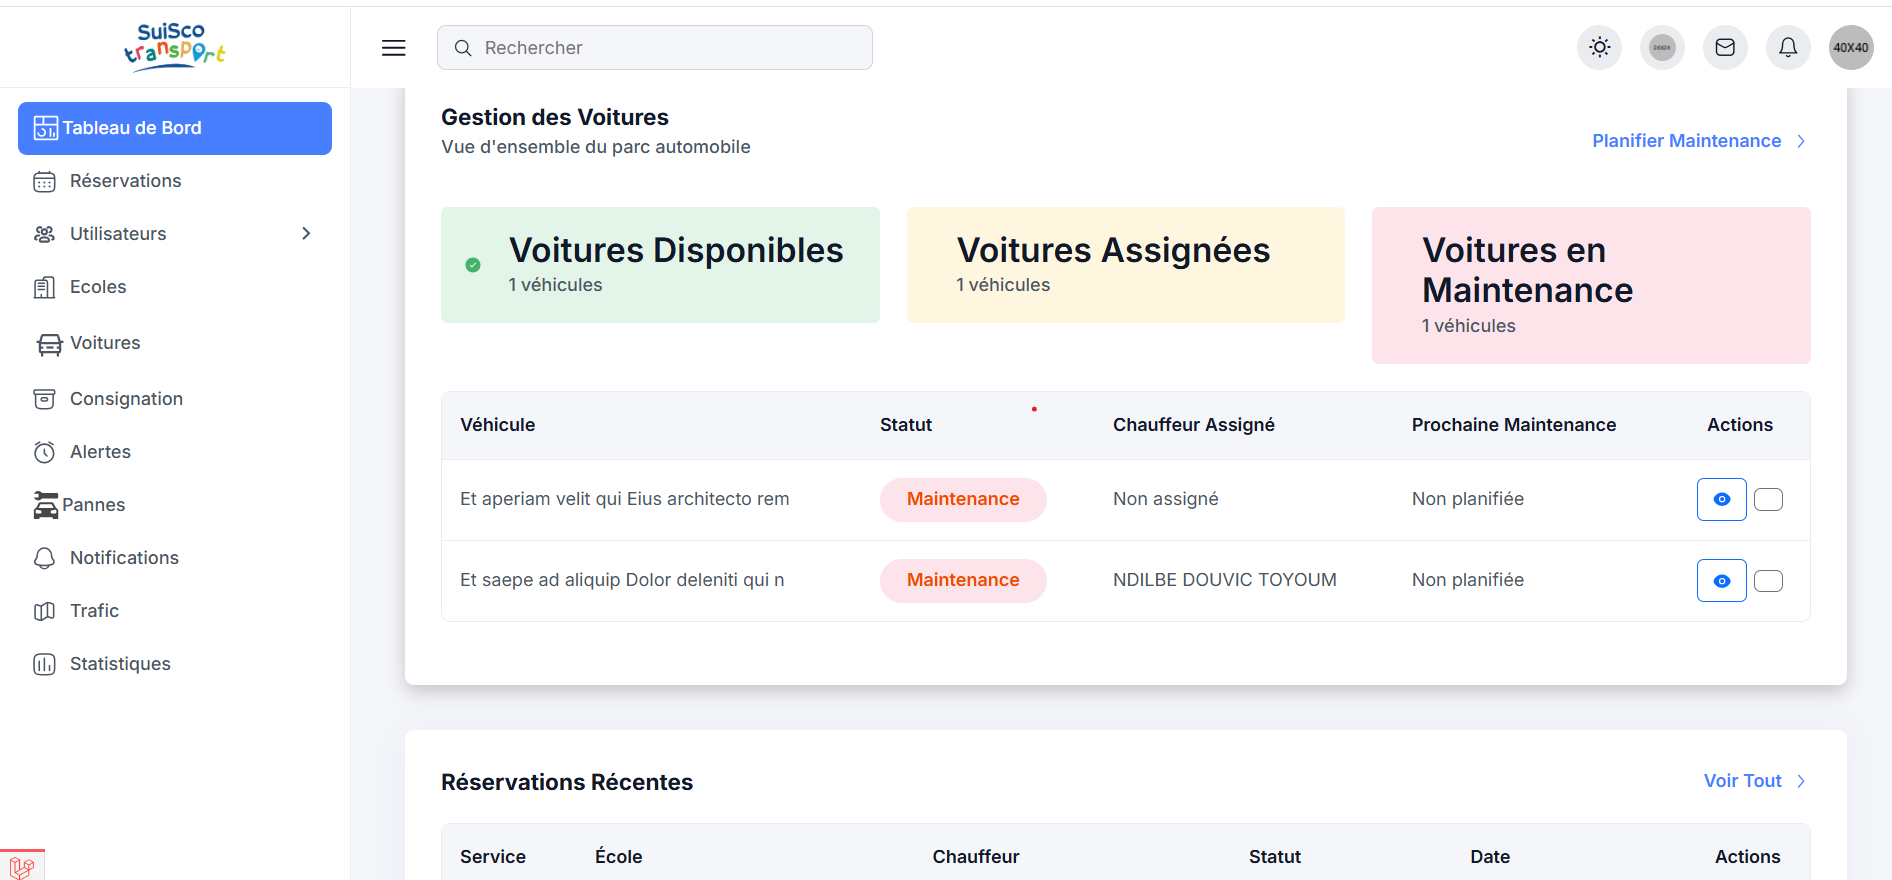 SuiSco
transport
Rechercher
24X24
40X40
Tableau de Bord
Réservations
Utilisateurs
Ecoles
Voitures
Consignation
Alertes
Pannes
Notifications
Trafic
Statistiques
Gestion des Voitures
Vue d'ensemble du parc automobile
Planifier Maintenance
Voitures Disponibles
1 véhicules
Voitures Assignées
1 véhicules
Voitures en
Maintenance
1 véhicules
Véhicule Statut Chauffeur Assigné Prochaine Maintenance Actions
Et aperiam velit qui Eius architecto rem Maintenance Non assigné Non planifiée
Et saepe ad aliquip Dolor deleniti qui n Maintenance NDILBE DOUVIC TOYOUM Non planifiée
Réservations Récentes
Voir Tout
Service École Chauffeur Statut Date Actions